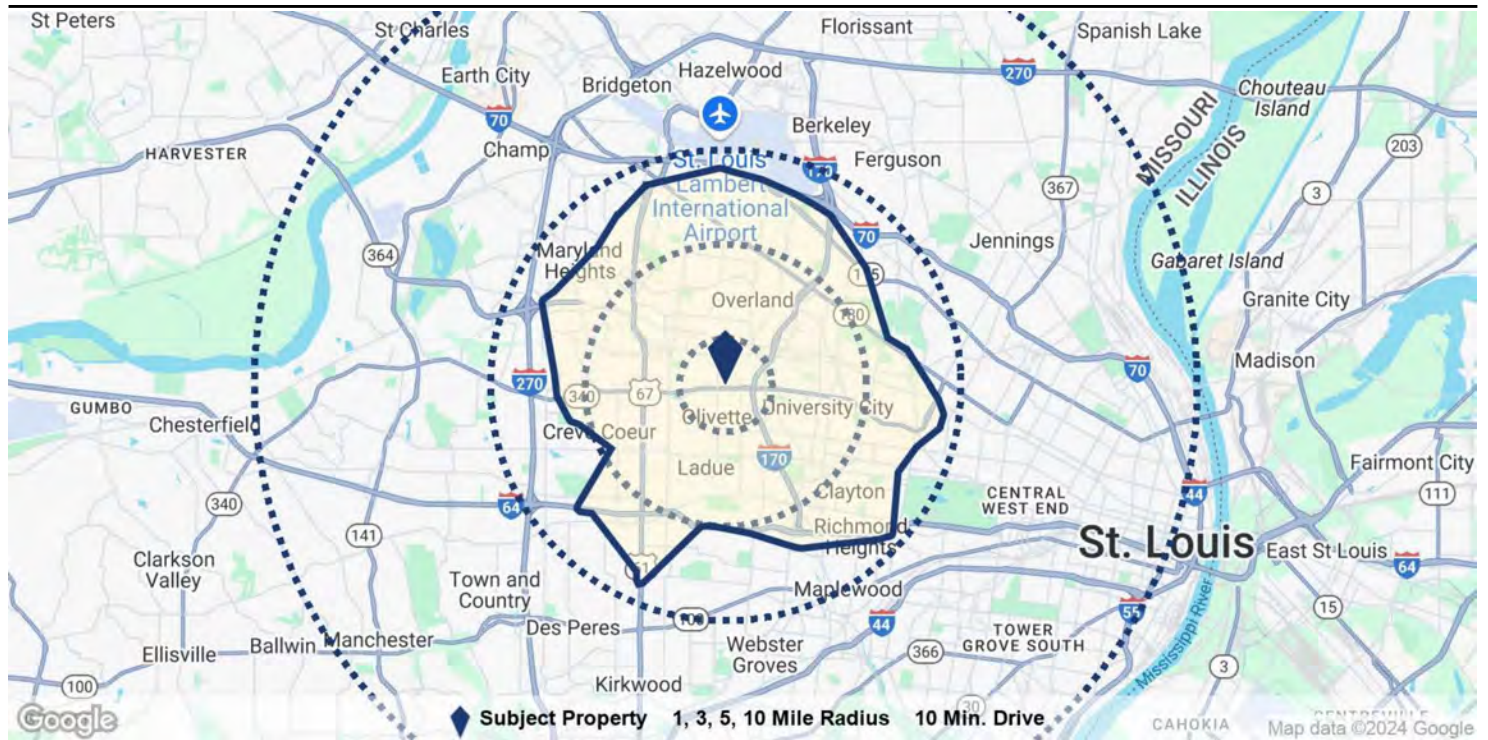 St Peters
St Charles
Florissant
Spanish Lake
Earth City
Hazelwood
270
Bridgeton
Chouteau
Island
70
Berkeley
MISSOURI
ILLINOIS
203
HARVESTER
Champ
Ferguson
St. Louis
Lambert
International
Airport
170
367
3
70
Jennings
364
Maryland
Heights
Gabaret Island
115
Overland
Granite City
180
Madison
70
270
340
67
GUMBO
Olivette
University City
Chesterfield
Creve Coeur
170
Ladue
Fairmont City
340
Clayton
CENTRAL
WEST END
44
111
64
Richmond
Heights
141
St. Louis
East St Louis
64
Clarkson
Valley
61
Town and
Country
Maplewood
55
Des Peres
100
44
15
Ellisville
Ballwin
Manchester
Webster
Groves
366
TOWER
GROVE SOUTH
Mississippi River
3
100
Kirkwood
30
Google
Subject Property 1, 3, 5, 10 Mile Radius 10 Min. Drive
CAHOKIA
Map data ©2024 Google